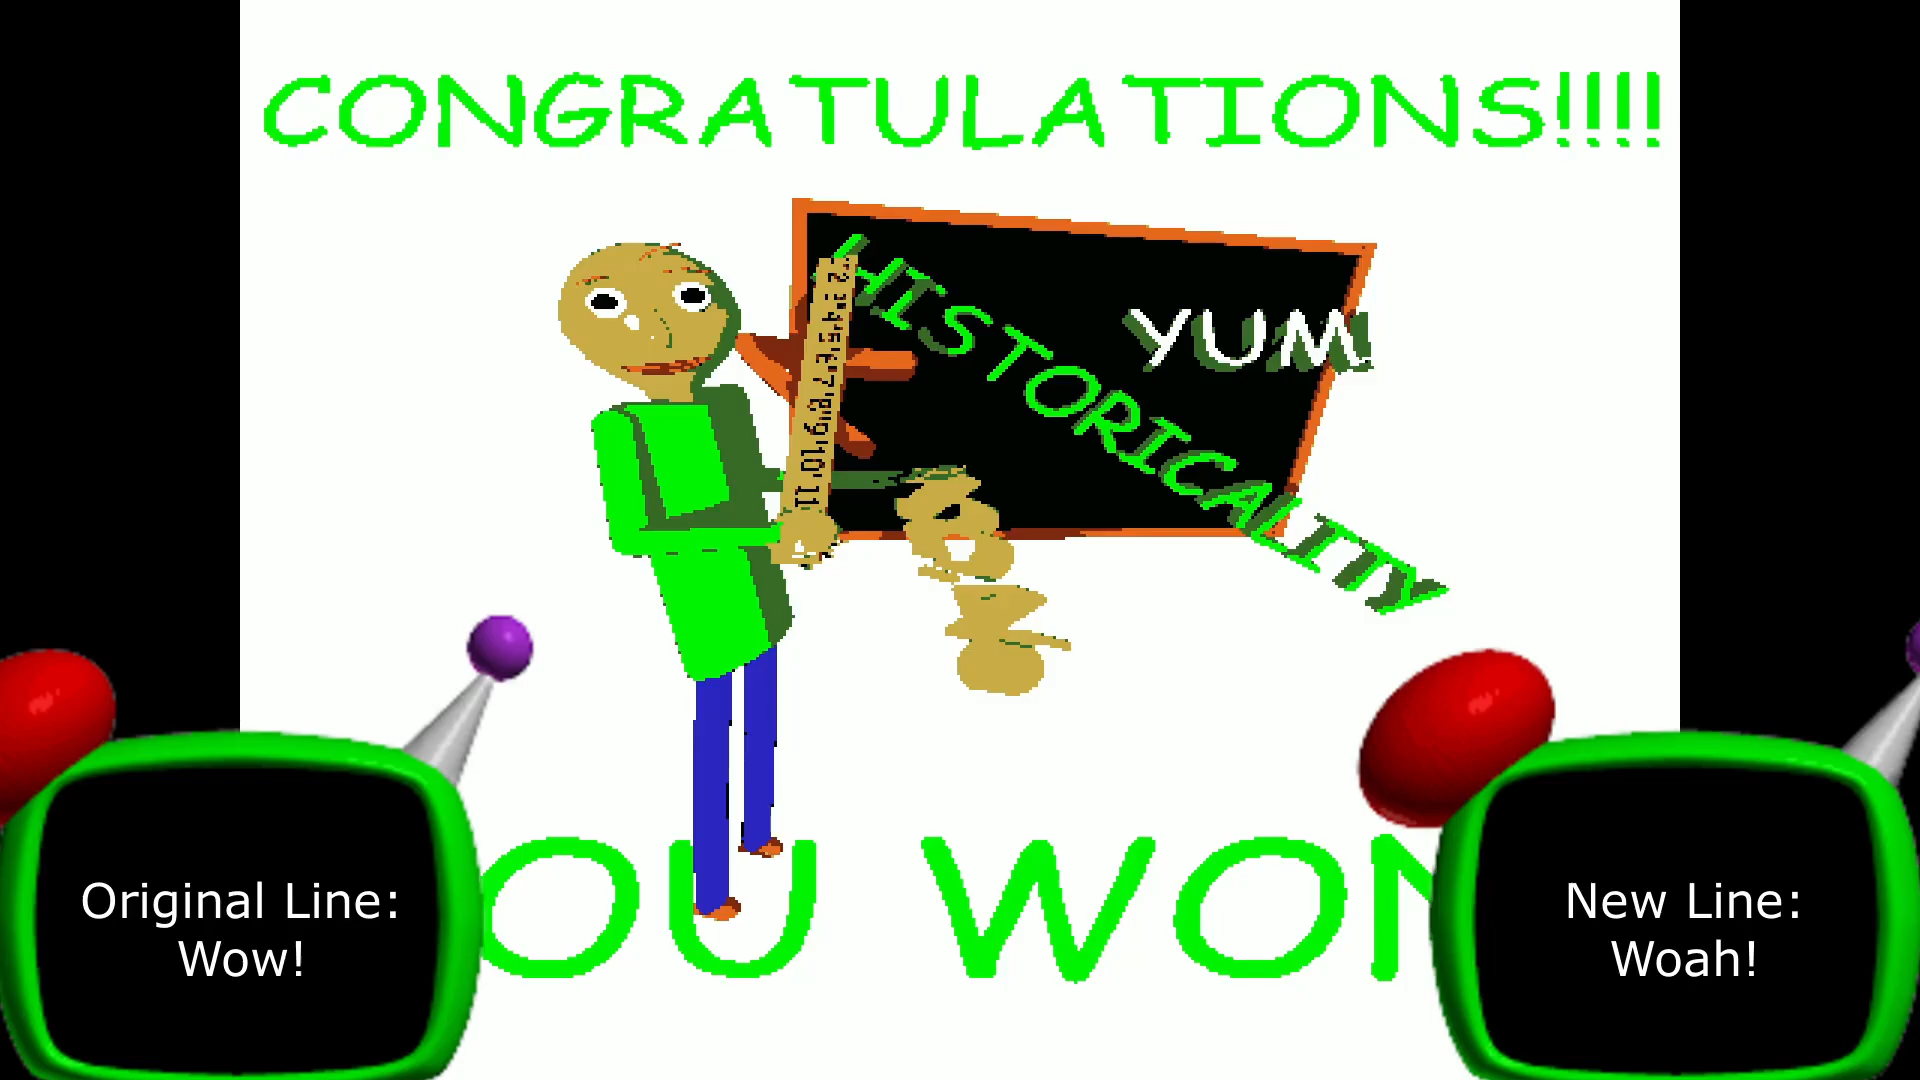 CONGRATULATIONS!!!!
HISTORICALITY
YUM!
OU WON
Original Line:
Wow!
New Line:
Woah!